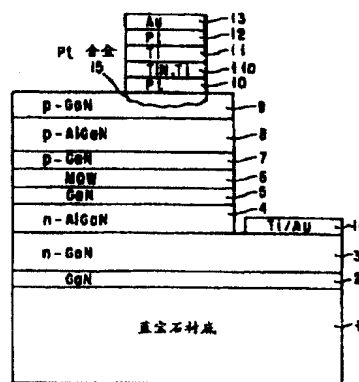 Au 13
Pt 12
Ti 11
Pt 合金
TiN,Ti 110
15
Pt 10
p-GaN 9
p-AlGaN 8
p-GaN 7
MQW 6
GaN 5
n-AlGaN 4
Ti/Au
n-GaN 3
GaN 2
蓝宝石衬底 1